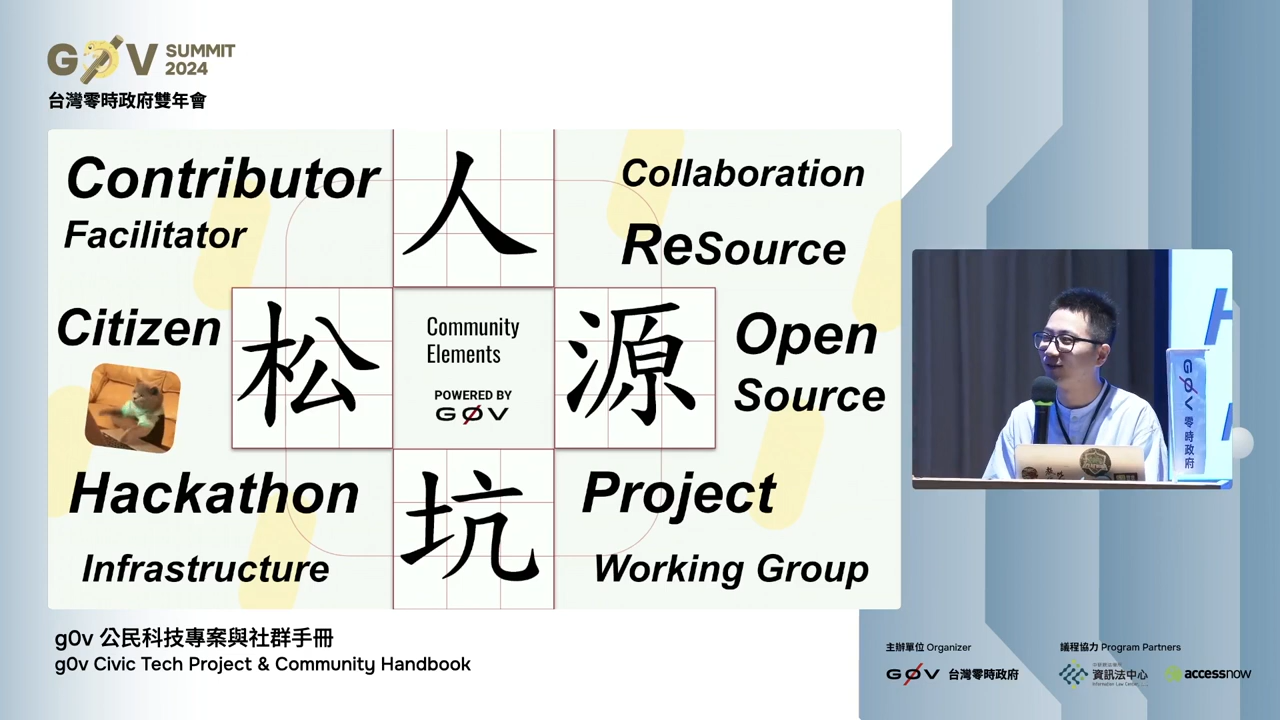 G0V SUMMIT
2024
台灣零時政府雙年會
Contributor
Facilitator
人
Collaboration
ReSource
Citizen
松
Community
Elements
POWERED BY
G0V
源
Open
Source
Hackathon
Infrastructure
坑
Project
Working Group
G0V 零時政府
g0v 公民科技專案與社群手冊
g0v Civic Tech Project & Community Handbook
主辦單位 Organizer
G0V 台灣零時政府
議程協力 Program Partners
資訊法中心
Information Law Center
accessnow